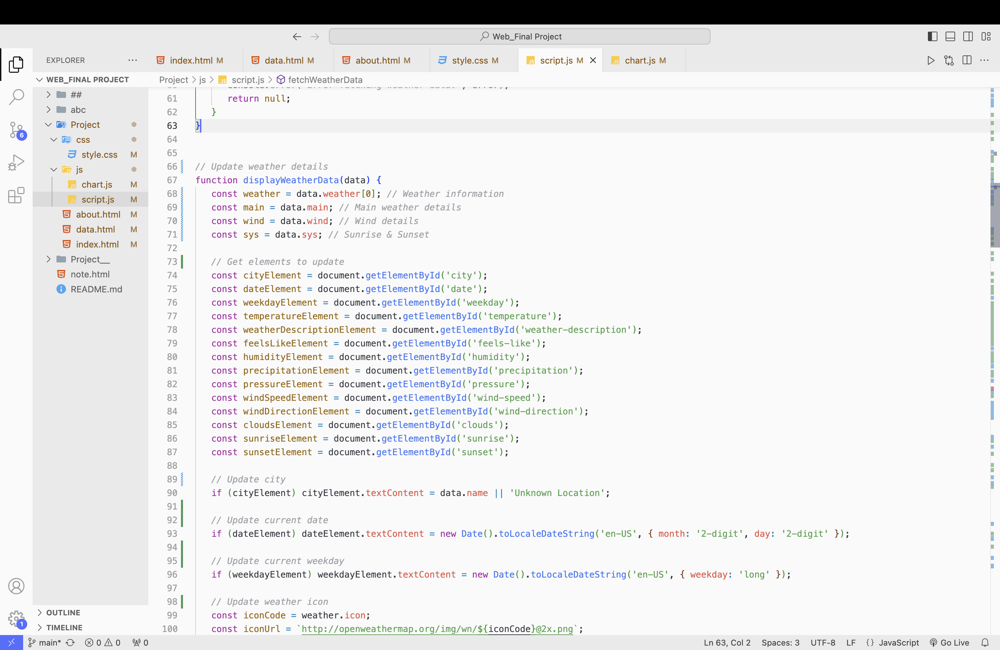 Web_Final Project
EXPLORER
index.html M
data.html M
about.html M
style.css M
JS script.js M
JS chart.js M
WEB_FINAL PROJECT
Project > js > JS script.js > fetchWeatherData
##
abc
Project
css
style.css M
js
JS chart.js M
JS script.js M
about.html M
data.html M
index.html M
Project__
note.html
README.md
OUTLINE
TIMELINE
6
1
60 console.error('Error fetching weather data:', error);
61 return null;
62 }
63 }
64
65
66 // Update weather details
67 function displayWeatherData(data) {
68 const weather = data.weather[0]; // Weather information
69 const main = data.main; // Main weather details
70 const wind = data.wind; // Wind details
71 const sys = data.sys; // Sunrise & Sunset
72
73 // Get elements to update
74 const cityElement = document.getElementById('city');
75 const dateElement = document.getElementById('date');
76 const weekdayElement = document.getElementById('weekday');
77 const temperatureElement = document.getElementById('temperature');
78 const weatherDescriptionElement = document.getElementById('weather-description');
79 const feelsLikeElement = document.getElementById('feels-like');
80 const humidityElement = document.getElementById('humidity');
81 const precipitationElement = document.getElementById('precipitation');
82 const pressureElement = document.getElementById('pressure');
83 const windSpeedElement = document.getElementById('wind-speed');
84 const windDirectionElement = document.getElementById('wind-direction');
85 const cloudsElement = document.getElementById('clouds');
86 const sunriseElement = document.getElementById('sunrise');
87 const sunsetElement = document.getElementById('sunset');
88
89 // Update city
90 if (cityElement) cityElement.textContent = data.name || 'Unknown Location';
91
92 // Update current date
93 if (dateElement) dateElement.textContent = new Date().toLocaleDateString('en-US', { month: '2-digit', day: '2-digit' });
94
95 // Update current weekday
96 if (weekdayElement) weekdayElement.textContent = new Date().toLocaleDateString('en-US', { weekday: 'long' });
97
98 // Update weather icon
99 const iconCode = weather.icon;
100 const iconUrl = `http://openweathermap.org/img/wn/${iconCode}@2x.png`;
main* 0 0 0 Ln 63, Col 2 Spaces: 3 UTF-8 LF {} JavaScript Go Live